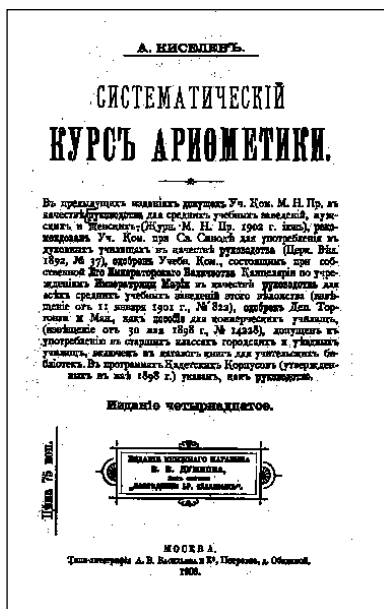 А. КИСЕЛЕВЪ.
СИСТЕМАТИЧЕСКІЙ
КУРСЪ АРИѲМЕТИКИ.
Въ предыдущихъ изданіяхъ допущенъ Уч. Ком. М. Н. Пр. въ
качествѣ руководства для среднихъ учебныхъ заведеній, муж-
скихъ и женскихъ (Журн. М. Н. Пр. 1902 г. іюнь), реко-
мендованъ Уч. Ком. при Св. Синодѣ для употребленія въ
духовныхъ училищахъ въ качествѣ руководства (Церк. Вѣд.
1892, № 37), одобренъ Учебн. Ком., состоящимъ при соб-
ственной Его Императорскаго Величества Канцеляріи по учре-
жденіямъ Императрицы Маріи въ качествѣ руководства для
всѣхъ среднихъ учебныхъ заведеній этого вѣдомства (извѣ-
щеніе отъ 11 января 1901 г., № 822), одобренъ Деп. Тор-
говли и Ман., какъ пособіе для коммерческихъ училищъ,
(извѣщеніе отъ 30 мая 1898 г., № 14228), допущенъ къ
употребленію въ старшихъ классахъ городскихъ и уѣздныхъ
училищъ, включенъ въ каталогъ книгъ для учительскихъ би-
бліотекъ. Въ программахъ Кадетскихъ Корпусовъ (утвержден-
ныхъ въ маѣ 1898 г.) указанъ, какъ руководство.
Изданіе четырнадцатое.
Цѣна 75 коп.
ИЗДАНІЕ КНИЖНАГО МАГАЗИНА
В. В. ДУМНОВА,
подъ фирмою
„НАСЛѢДНИКИ БР. САЛАЕВЫХЪ“.
МОСКВА.
Типо-литографія А. В. Васильева и К°, Петровка, д. Обидиной.